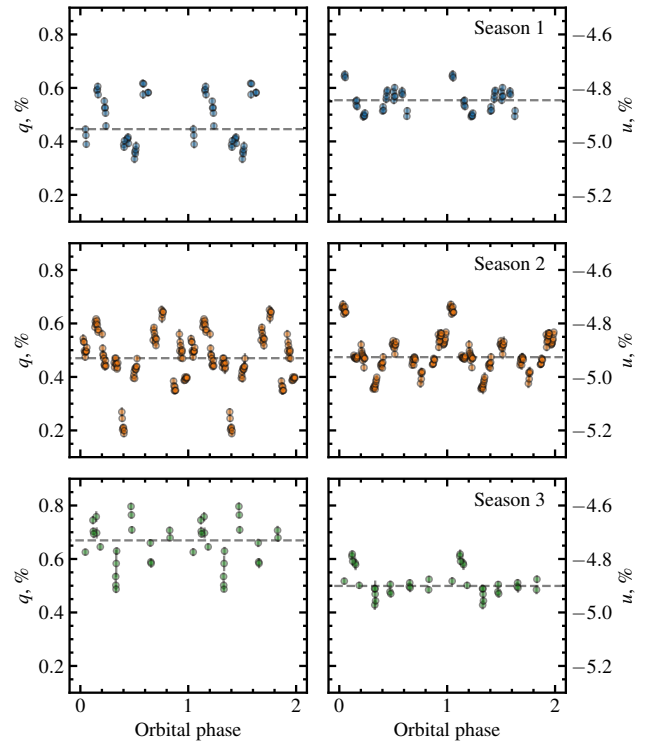 Season 1
0.8
0.6
0.4
0.2
q, %
−4.6
−4.8
−5.0
−5.2
u, %
Season 2
0.8
0.6
0.4
0.2
q, %
−4.6
−4.8
−5.0
−5.2
u, %
Season 3
0.8
0.6
0.4
0.2
q, %
−4.6
−4.8
−5.0
−5.2
u, %
0 1 2
0 1 2
Orbital phase
Orbital phase